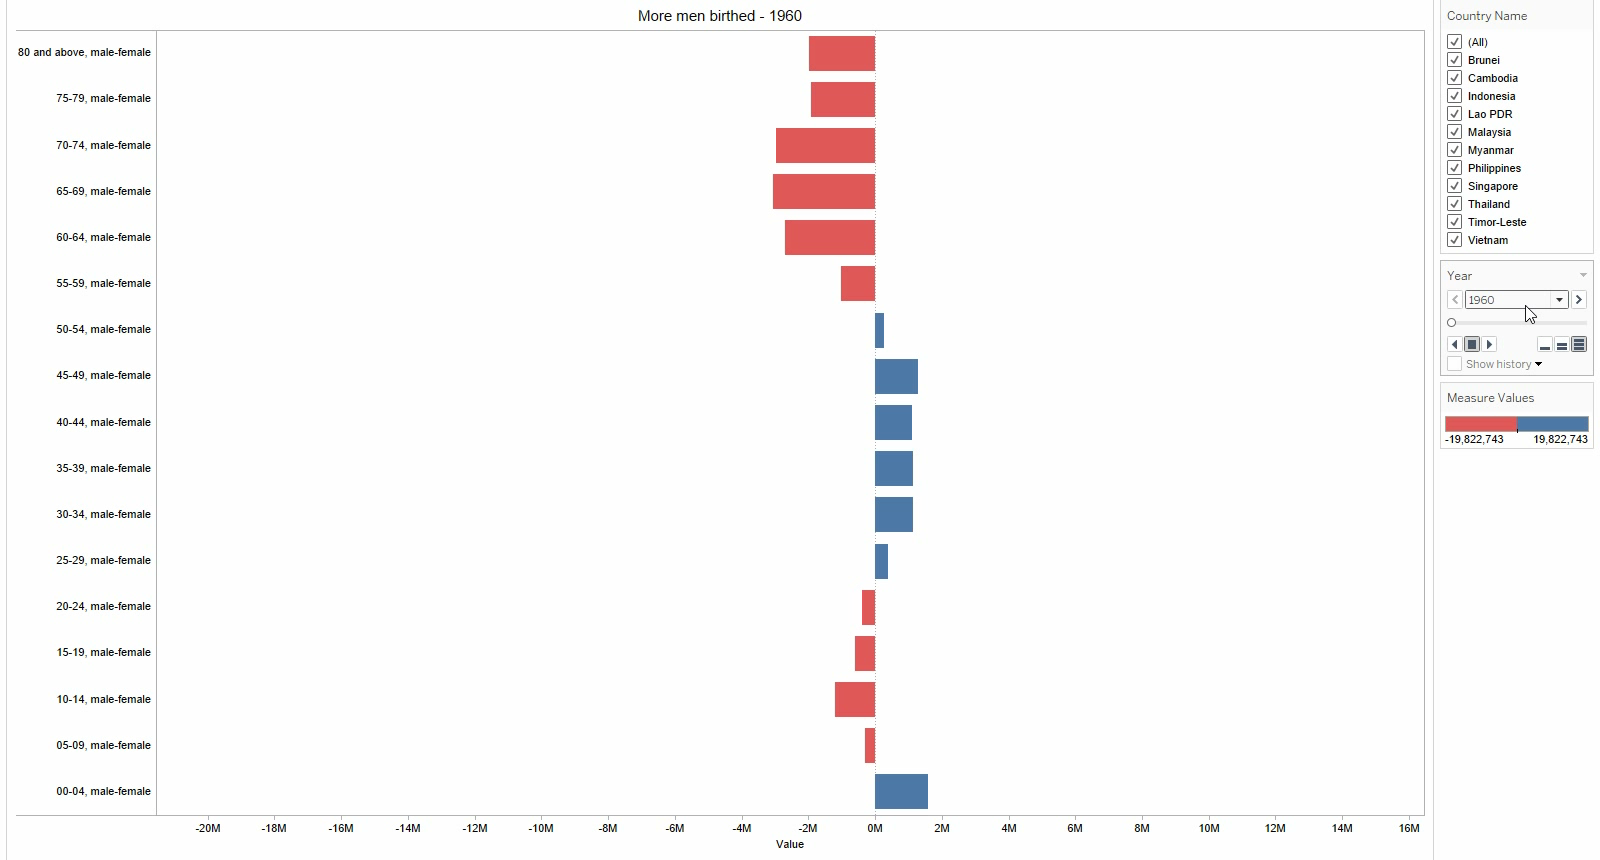 More men birthed - 1960
80 and above, male-female
75-79, male-female
70-74, male-female
65-69, male-female
60-64, male-female
55-59, male-female
50-54, male-female
45-49, male-female
40-44, male-female
35-39, male-female
30-34, male-female
25-29, male-female
20-24, male-female
15-19, male-female
10-14, male-female
05-09, male-female
00-04, male-female
-20M -18M -16M -14M -12M -10M -8M -6M -4M -2M 0M 2M 4M 6M 8M 10M 12M 14M 16M
Value
Country Name
(All)
Brunei
Cambodia
Indonesia
Lao PDR
Malaysia
Myanmar
Philippines
Singapore
Thailand
Timor-Leste
Vietnam
Year
1960
Show history
Measure Values
-19,822,743 19,822,743